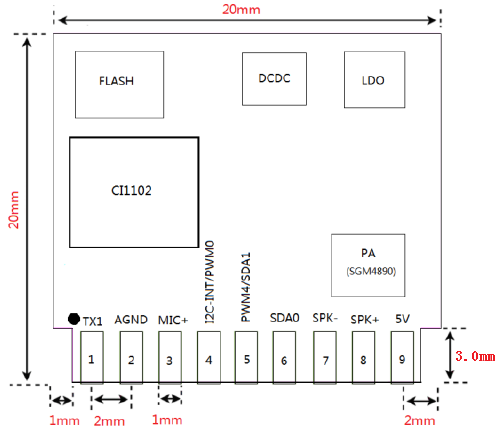 20mm
FLASH
DCDC
LDO
CI1102
20mm
PA
(SGM4890)
TX1
AGND
MIC+
I2C-INT/PWM0
PWM4/SDA1
SDA0
SPK-
SPK+
5V
1
2
3
4
5
6
7
8
9
3.0mm
1mm
2mm
1mm
2mm